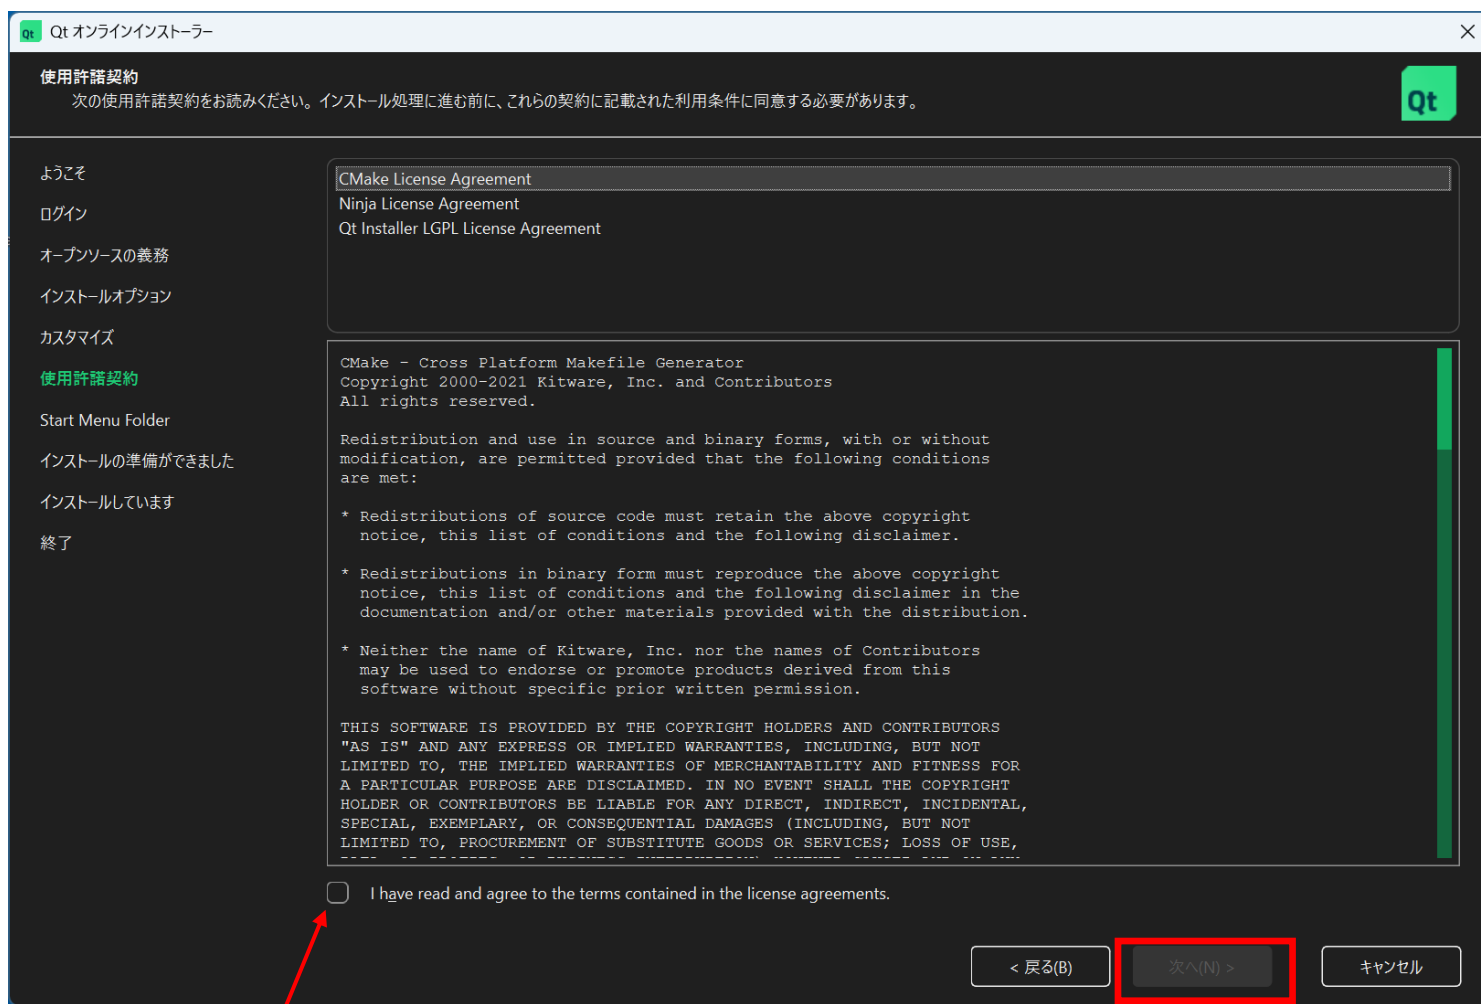 Qt Qt オンラインインストーラー
使用許諾契約
次の使用許諾契約をお読みください。インストール処理に進む前に、これらの契約に記載された利用条件に同意する必要があります。
Qt
ようこそ
ログイン
オープンソースの義務
インストールオプション
カスタマイズ
使用許諾契約
Start Menu Folder
インストールの準備ができました
インストールしています
終了
CMake License Agreement
Ninja License Agreement
Qt Installer LGPL License Agreement
CMake - Cross Platform Makefile Generator
Copyright 2000-2021 Kitware, Inc. and Contributors
All rights reserved.
Redistribution and use in source and binary forms, with or without
modification, are permitted provided that the following conditions
are met:
* Redistributions of source code must retain the above copyright
notice, this list of conditions and the following disclaimer.
* Redistributions in binary form must reproduce the above copyright
notice, this list of conditions and the following disclaimer in the
documentation and/or other materials provided with the distribution.
* Neither the name of Kitware, Inc. nor the names of Contributors
may be used to endorse or promote products derived from this
software without specific prior written permission.
THIS SOFTWARE IS PROVIDED BY THE COPYRIGHT HOLDERS AND CONTRIBUTORS
"AS IS" AND ANY EXPRESS OR IMPLIED WARRANTIES, INCLUDING, BUT NOT
LIMITED TO, THE IMPLIED WARRANTIES OF MERCHANTABILITY AND FITNESS FOR
A PARTICULAR PURPOSE ARE DISCLAIMED. IN NO EVENT SHALL THE COPYRIGHT
HOLDER OR CONTRIBUTORS BE LIABLE FOR ANY DIRECT, INDIRECT, INCIDENTAL,
SPECIAL, EXEMPLARY, OR CONSEQUENTIAL DAMAGES (INCLUDING, BUT NOT
LIMITED TO, PROCUREMENT OF SUBSTITUTE GOODS OR SERVICES; LOSS OF USE,
I have read and agree to the terms contained in the license agreements.
< 戻る(B)
次へ(N) >
キャンセル